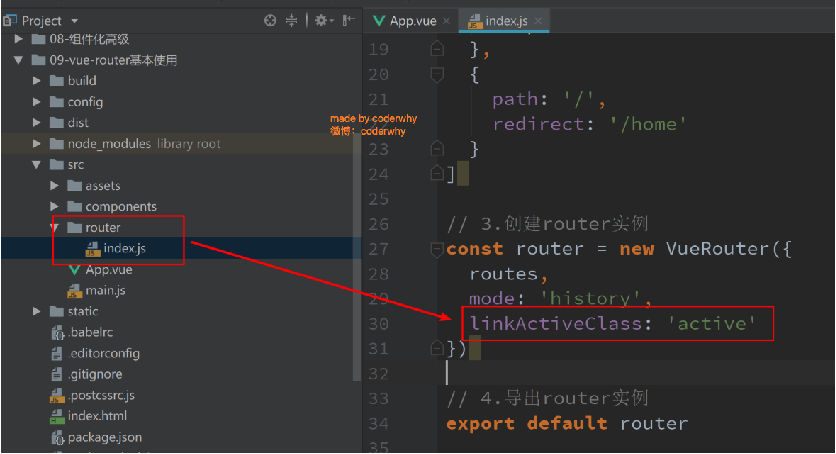 Project
08-组件化高级
09-vue-router基本使用
build
config
dist
node_modules library root
src
assets
components
router
index.js
App.vue
main.js
static
.babelrc
.editorconfig
.gitignore
.postcssrc.js
index.html
package.json
made by coderwhy
微博：coderwhy
App.vue
index.js
19 },
20 {
21 path: '/',
redirect: '/home'
23 }
24 ]
25
26 // 3.创建router实例
27 const router = new VueRouter({
28 routes,
29 mode: 'history',
30 linkActiveClass: 'active'
31 })
32
33 // 4.导出router实例
34 export default router
35